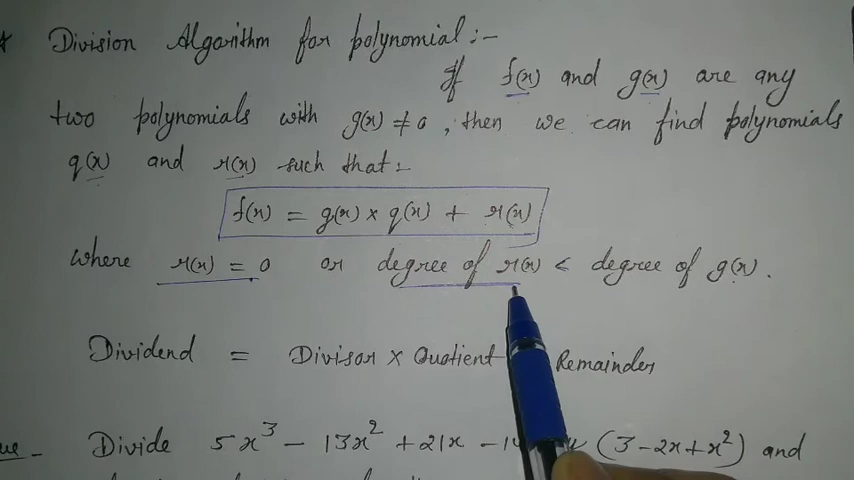 * Division Algorithm for polynomial :-
If f(x) and g(x) are any
two polynomials with g(x) ≠ 0, then we can find polynomials
q(x) and r(x) such that:-
f(x) = g(x) × q(x) + r(x)
where r(x) = 0 or degree of r(x) < degree of g(x).
Dividend = Divisor × Quotient Remainder
Divide 5x³ - 13x² + 21x - (3 - 2x + x²) and